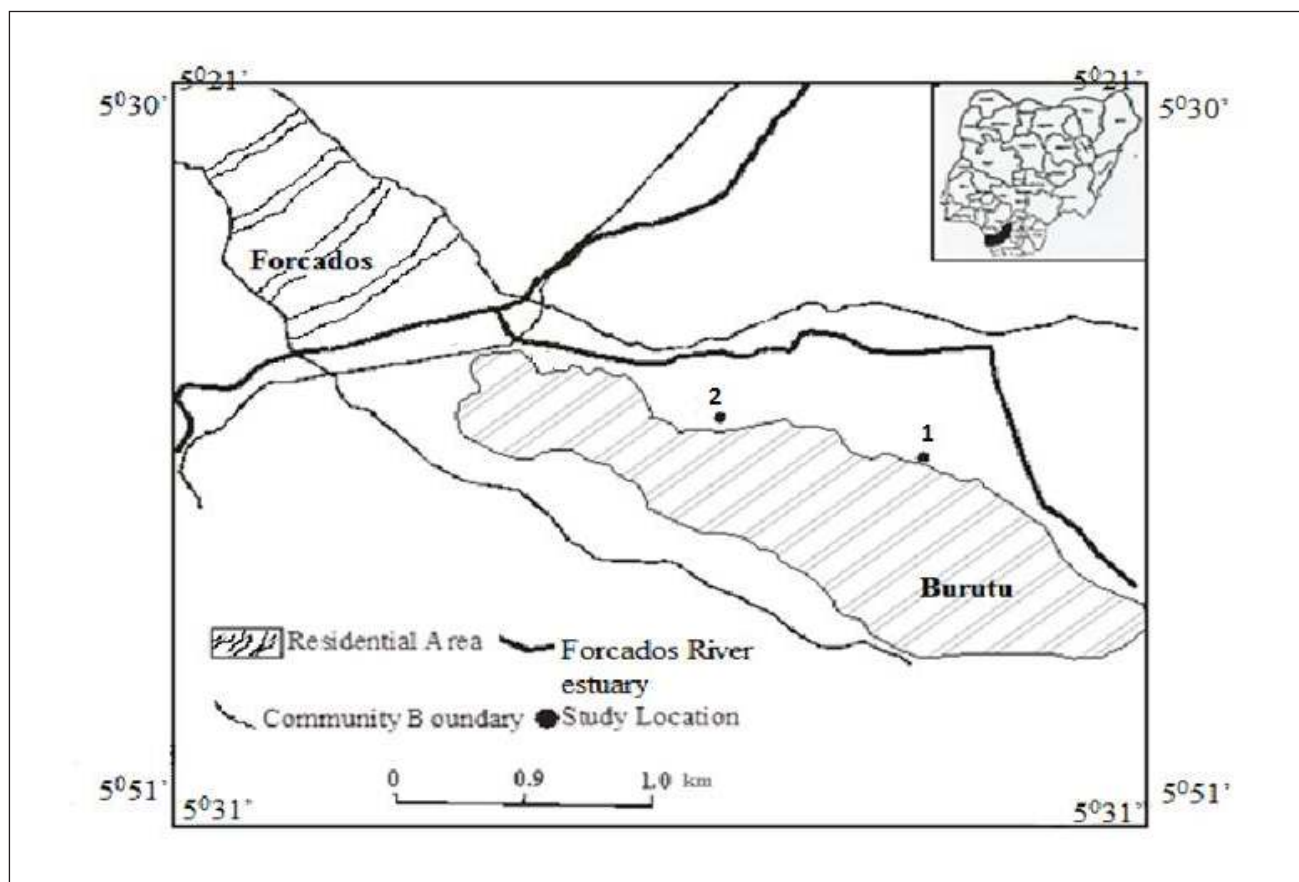 5⁰21’
5⁰21’
5⁰30’
5⁰30’
Forcados
2
1
Burutu
Residential Area
Forcados River
estuary
Community Boundary
Study Location
0 0.9 1.0 km
5⁰51’
5⁰51’
5⁰31’
5⁰31’